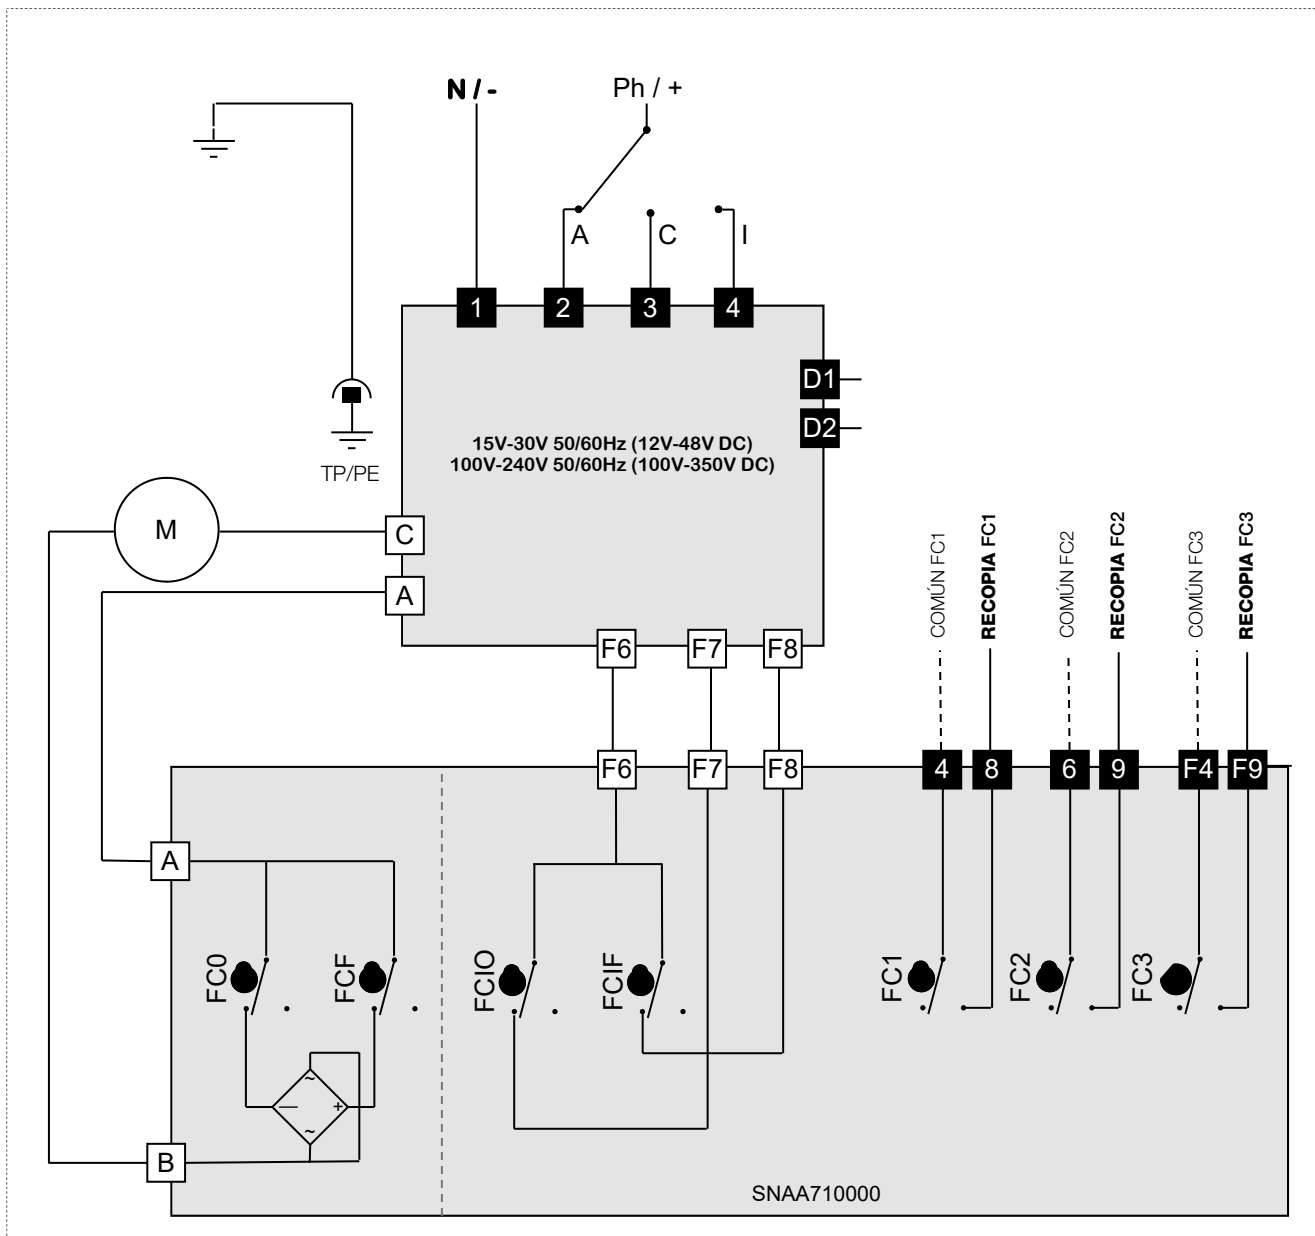 N / -
Ph / +
A
C
I
1
2
3
4
D1
D2
15V-30V 50/60Hz (12V-48V DC)
100V-240V 50/60Hz (100V-350V DC)
TP/PE
M
C
A
F6
F7
F8
COMÚN FC1
RECOPIA FC1
COMÚN FC2
RECOPIA FC2
COMÚN FC3
RECOPIA FC3
F6
F7
F8
4
8
6
9
F4
F9
A
FC0
FCF
FCIO
FCIF
FC1
FC2
FC3
~
— +
~
B
SNAA710000